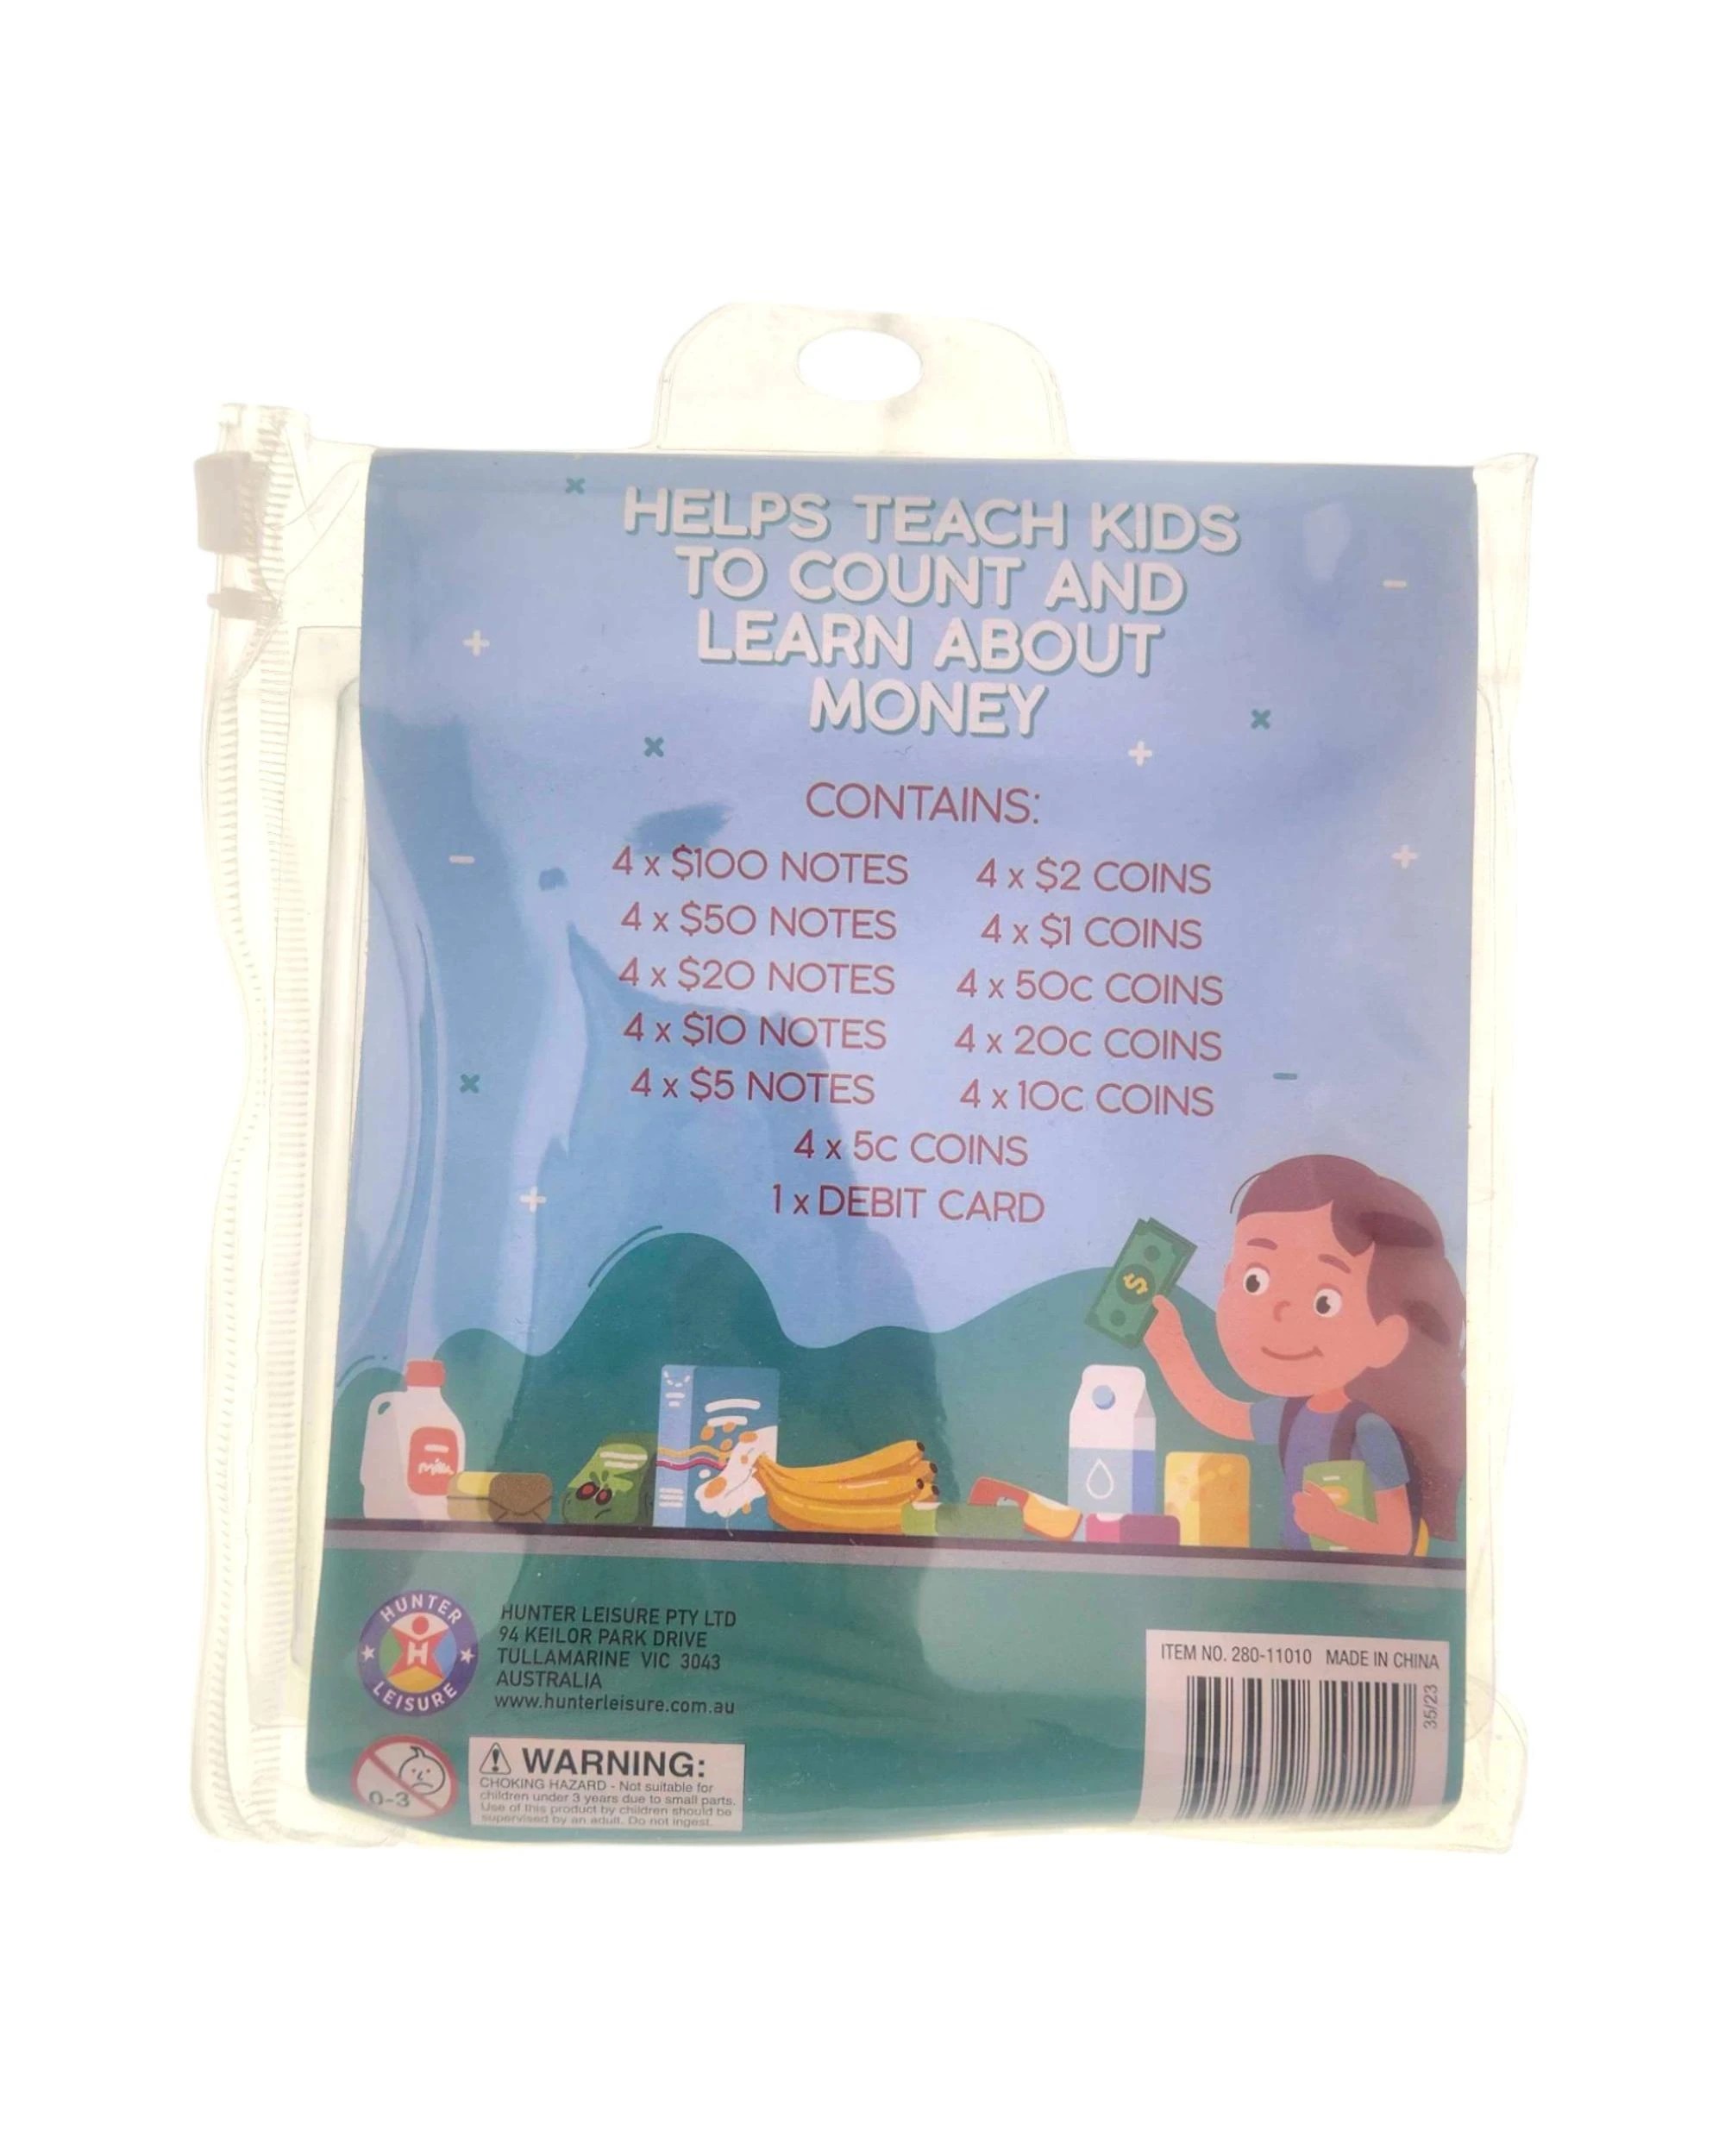 HELPS TEACH KIDS
TO COUNT AND
LEARN ABOUT
MONEY
CONTAINS:
4 x $100 NOTES
4 x $50 NOTES
4 x $20 NOTES
4 x $10 NOTES
4 x $5 NOTES
4 x $2 COINS
4 x $1 COINS
4 x 50C COINS
4 x 20C COINS
4 x 10C COINS
4 x 5C COINS
1 x DEBIT CARD
$
milk
HUNTER
H
LEISURE
HUNTER LEISURE PTY LTD
94 KEILOR PARK DRIVE
TULLAMARINE VIC 3043
AUSTRALIA
www.hunterleisure.com.au
0-3
WARNING:
CHOKING HAZARD - Not suitable for
children under 3 years due to small parts.
Use of this product by children should be
supervised by an adult. Do not ingest.
ITEM NO. 280-11010 MADE IN CHINA
35/23